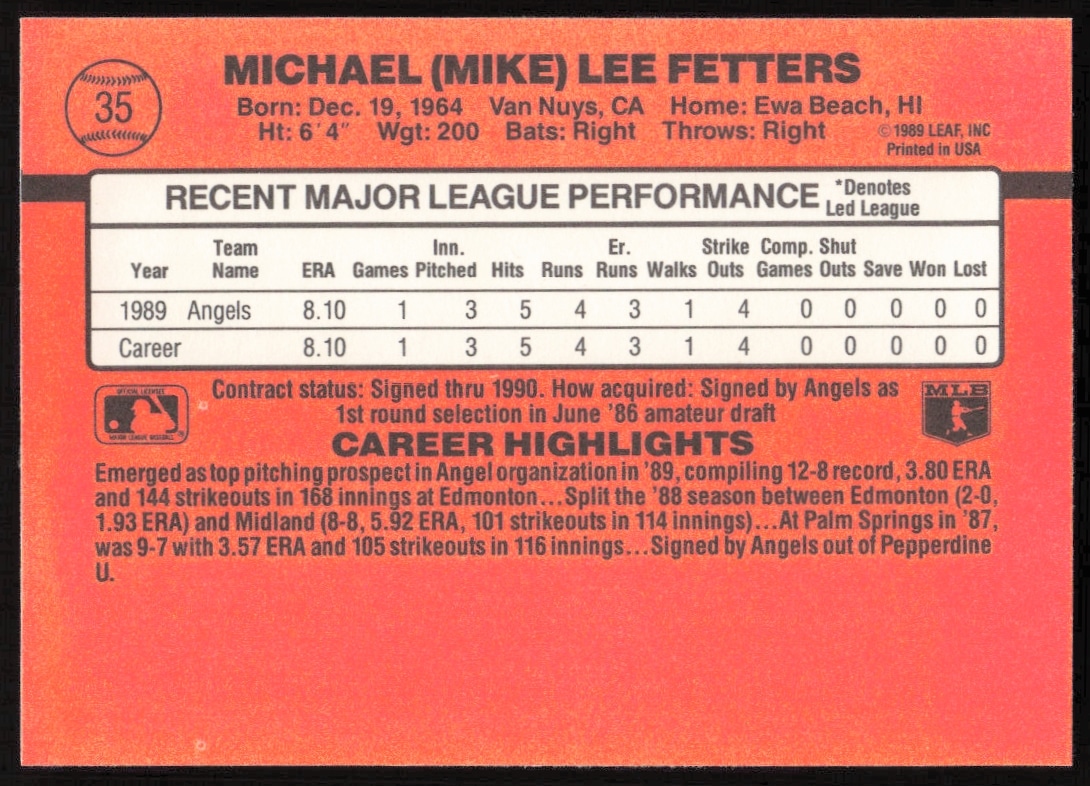 35
MICHAEL (MIKE) LEE FETTERS
Born: Dec. 19, 1964 Van Nuys, CA Home: Ewa Beach, HI
Ht: 6'4" Wgt: 200 Bats: Right Throws: Right
© 1989 LEAF, INC
Printed in USA
RECENT MAJOR LEAGUE PERFORMANCE *Denotes
Led League
Team Inn. Er. Strike Comp. Shut
Year Name ERA Games Pitched Hits Runs Runs Walks Outs Games Outs Save Won Lost
1989 Angels 8.10 1 3 5 4 3 1 4 0 0 0 0 0
Career 8.10 1 3 5 4 3 1 4 0 0 0 0 0
OFFICIAL LICENSEE
MAJOR LEAGUE BASEBALL
Contract status: Signed thru 1990. How acquired: Signed by Angels as
1st round selection in June '86 amateur draft
MLB
CAREER HIGHLIGHTS
Emerged as top pitching prospect in Angel organization in '89, compiling 12-8 record, 3.80 ERA
and 144 strikeouts in 168 innings at Edmonton...Split the '88 season between Edmonton (2-0,
1.93 ERA) and Midland (8-8, 5.92 ERA, 101 strikeouts in 114 innings)...At Palm Springs in '87,
was 9-7 with 3.57 ERA and 105 strikeouts in 116 innings...Signed by Angels out of Pepperdine
U.